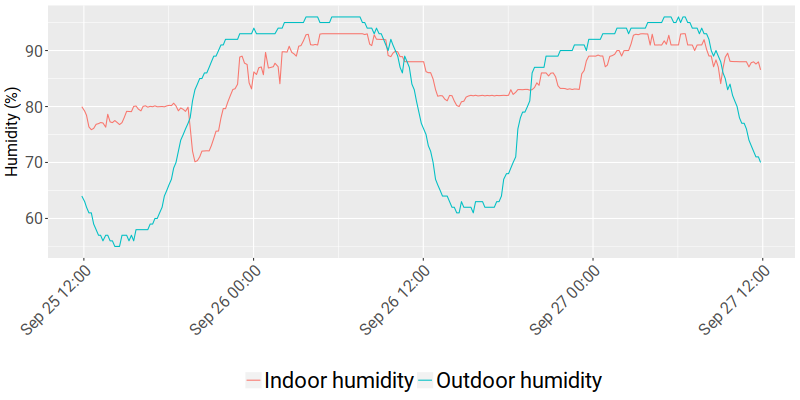 Humidity (%)
90
80
70
60
Sep 25 12:00
Sep 26 00:00
Sep 26 12:00
Sep 27 00:00
Sep 27 12:00
Indoor humidity Outdoor humidity